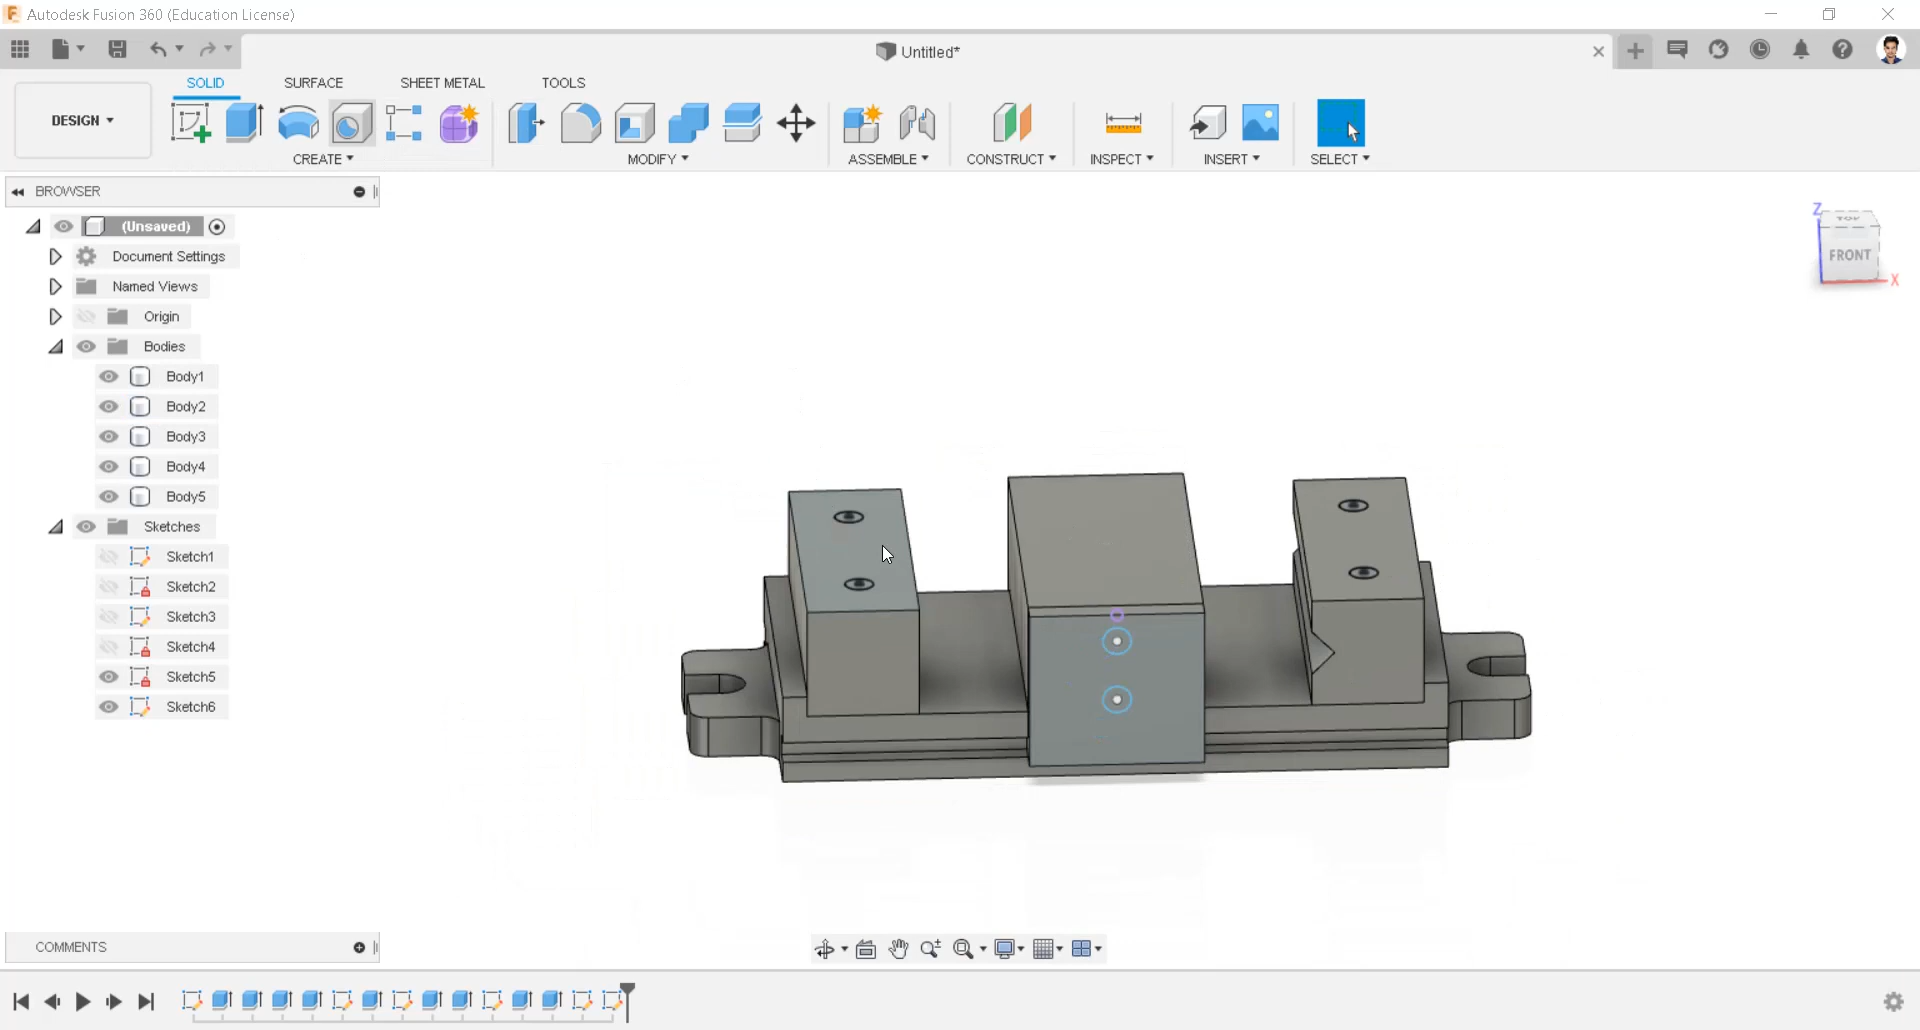 Autodesk Fusion 360 (Education License)
Untitled*
SOLID SURFACE SHEET METAL TOOLS
DESIGN
CREATE MODIFY ASSEMBLE CONSTRUCT INSPECT INSERT SELECT
BROWSER
(Unsaved)
Document Settings
Named Views
Origin
Bodies
Body1
Body2
Body3
Body4
Body5
Sketches
Sketch1
Sketch2
Sketch3
Sketch4
Sketch5
Sketch6
Z
TOP
FRONT
X
COMMENTS